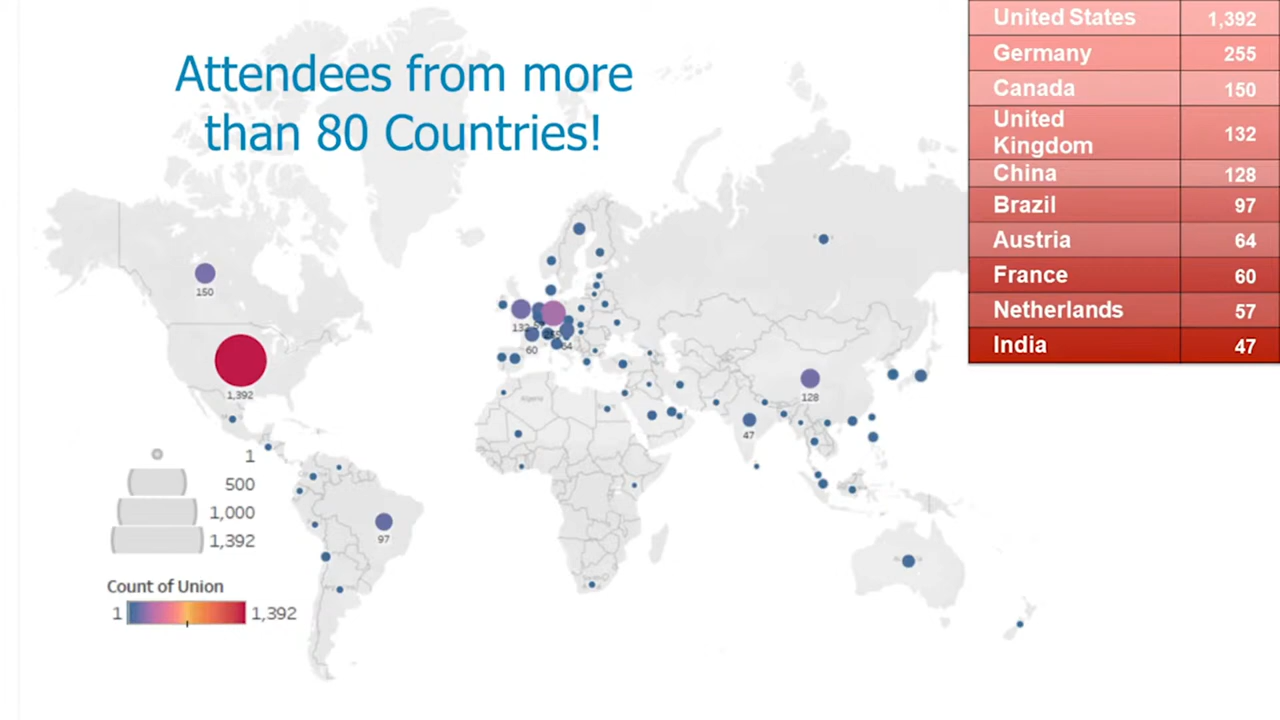 Attendees from more
than 80 Countries!
United States 1,392
Germany 255
Canada 150
United
Kingdom 132
China 128
Brazil 97
Austria 64
France 60
Netherlands 57
India 47
150
1,392
132
60
64
128
47
97
Algeria
1
500
1,000
1,392
Count of Union
1 1,392